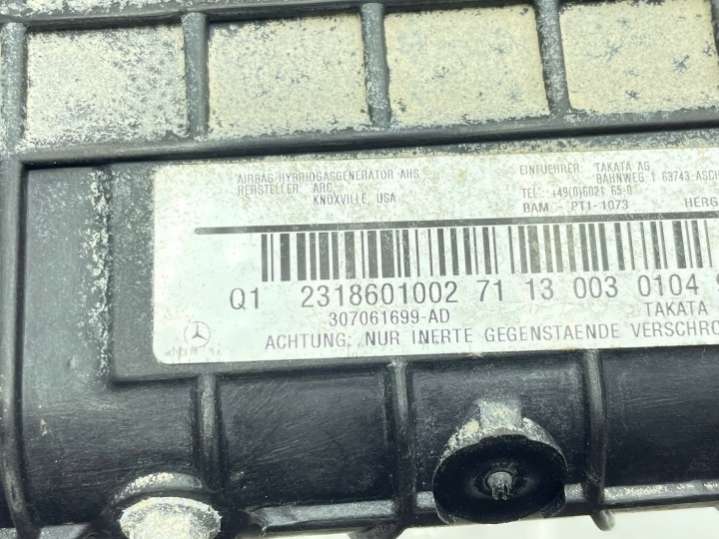 AIRBAG-HYBRIDGASGENERATOR AHS
HERSTELLER ARC,
KNOXVILLE, USA
EINFUEHRER TAKATA AG
BAHNWEG 1 63743 ASCH
TEL: +49(0)6021 65-0
BAM - PT1-1073 HERG
Q1 2318601002 71 13 003 0104
307061699-AD TAKATA
ACHTUNG: NUR INERTE GEGENSTAENDE VERSCHRO